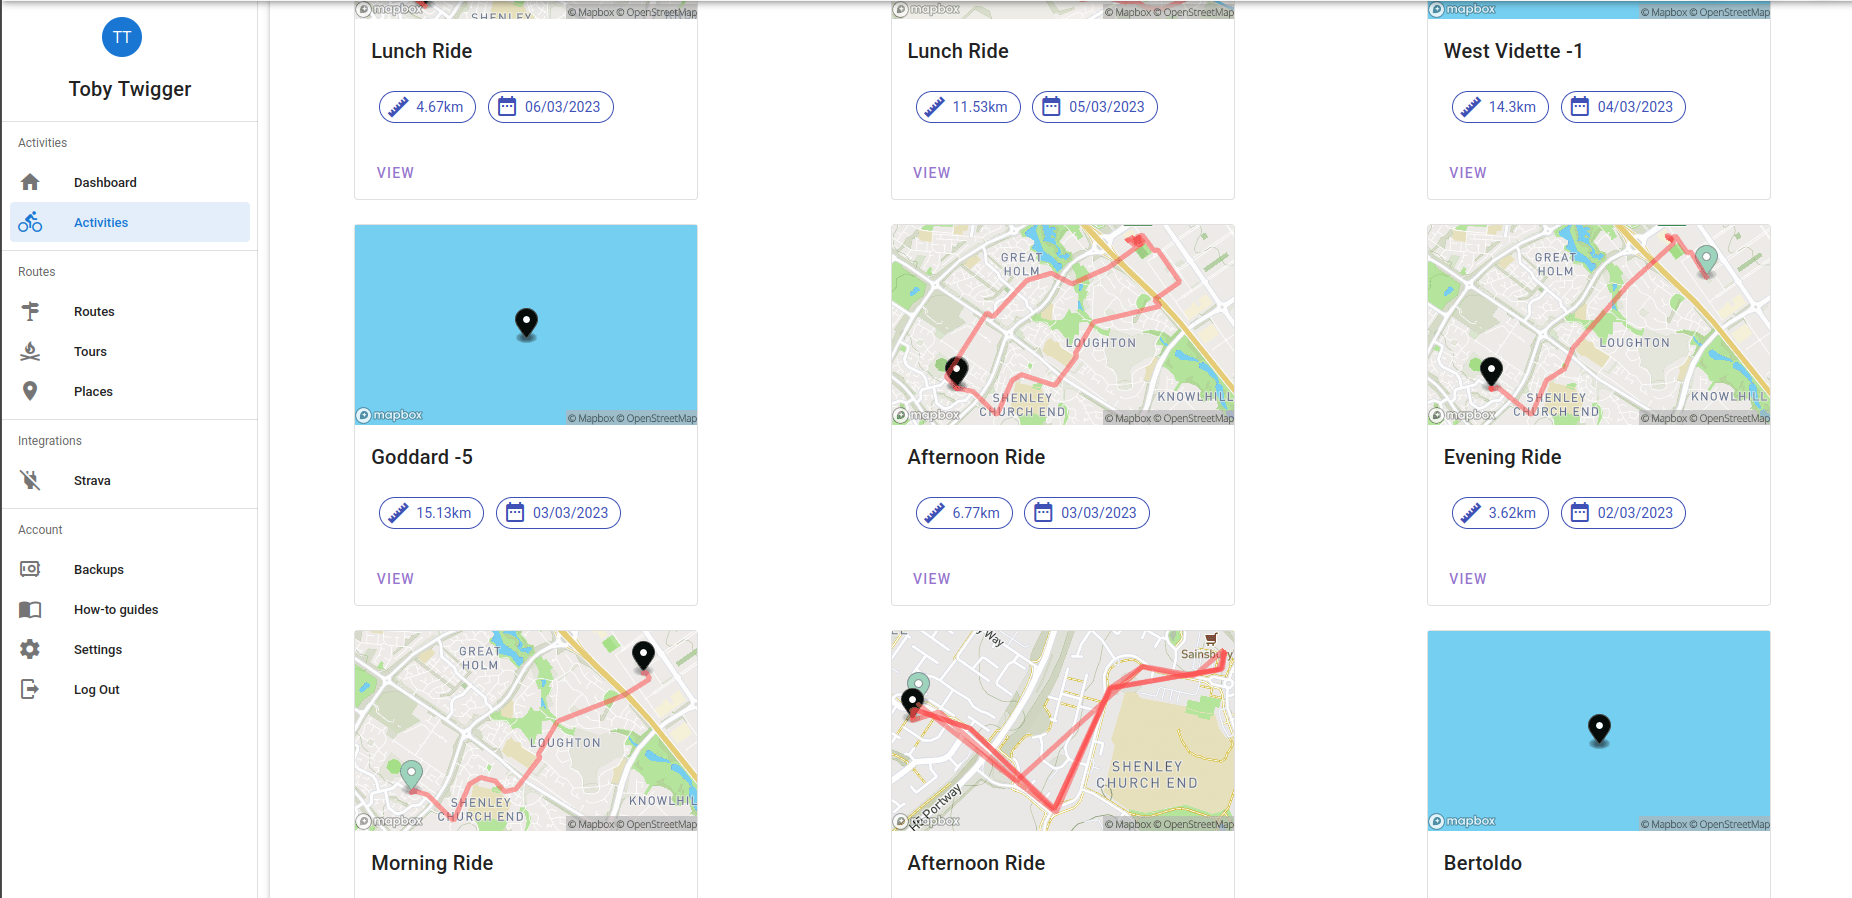 TT
Toby Twigger
Activities
Dashboard
Activities
Routes
Routes
Tours
Places
Integrations
Strava
Account
Backups
How-to guides
Settings
Log Out
mapbox
SHENLEY
© Mapbox © OpenStreetMap
Lunch Ride
4.67km
06/03/2023
VIEW
mapbox
© Mapbox © OpenStreetMap
Lunch Ride
11.53km
05/03/2023
VIEW
mapbox
© Mapbox © OpenStreetMap
West Vidette -1
14.3km
04/03/2023
VIEW
mapbox
© Mapbox © OpenStreetMap
Goddard -5
15.13km
03/03/2023
VIEW
GREAT
HOLM
LOUGHTON
SHENLEY
CHURCH END
KNOWLHILL
mapbox
© Mapbox © OpenStreetMap
Afternoon Ride
6.77km
03/03/2023
VIEW
GREAT
HOLM
LOUGHTON
SHENLEY
CHURCH END
KNOWLHILL
mapbox
© Mapbox © OpenStreetMap
Evening Ride
3.62km
02/03/2023
VIEW
GREAT
HOLM
LOUGHTON
SHENLEY
CHURCH END
KNOWLHIL
mapbox
© Mapbox © OpenStreetMap
Morning Ride
Way
Sainsbury
SHENLEY
CHURCH END
Portway
mapbox
© Mapbox © OpenStreetMap
Afternoon Ride
mapbox
© Mapbox © OpenStreetMap
Bertoldo